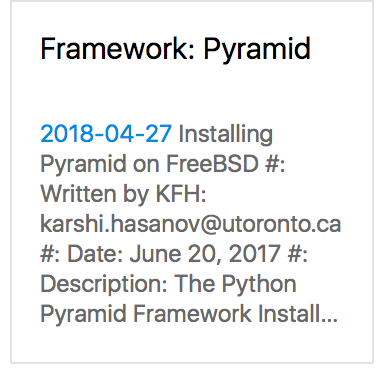 Framework: Pyramid
2018-04-27 Installing
Pyramid on FreeBSD #:
Written by KFH:
karshi.hasanov@utoronto.ca
#: Date: June 20, 2017 #:
Description: The Python
Pyramid Framework Install...